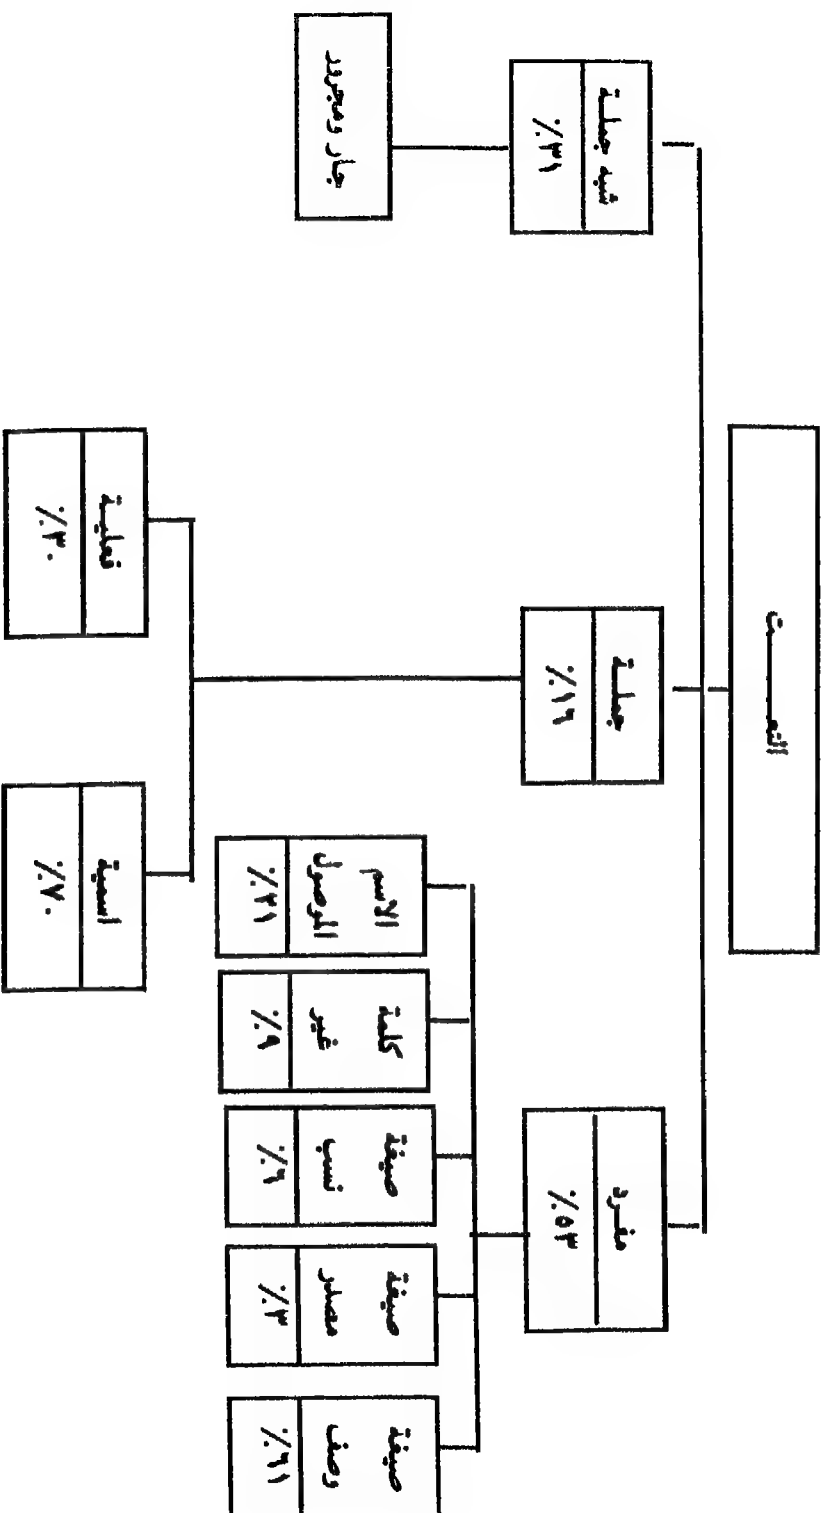 النعـــــت
مفرد
٥٣٪
جملة
١٦٪
شبه جملة
٣١٪
جار ومجرور
صيغة
وصف
٦١٪
صيغة
مصدر
٣٪
صيغة
نسب
٦٪
كلمة
غير
٩٪
الاسم
الموصول
٢١٪
اسمية
٧٠٪
فعلية
٣٠٪